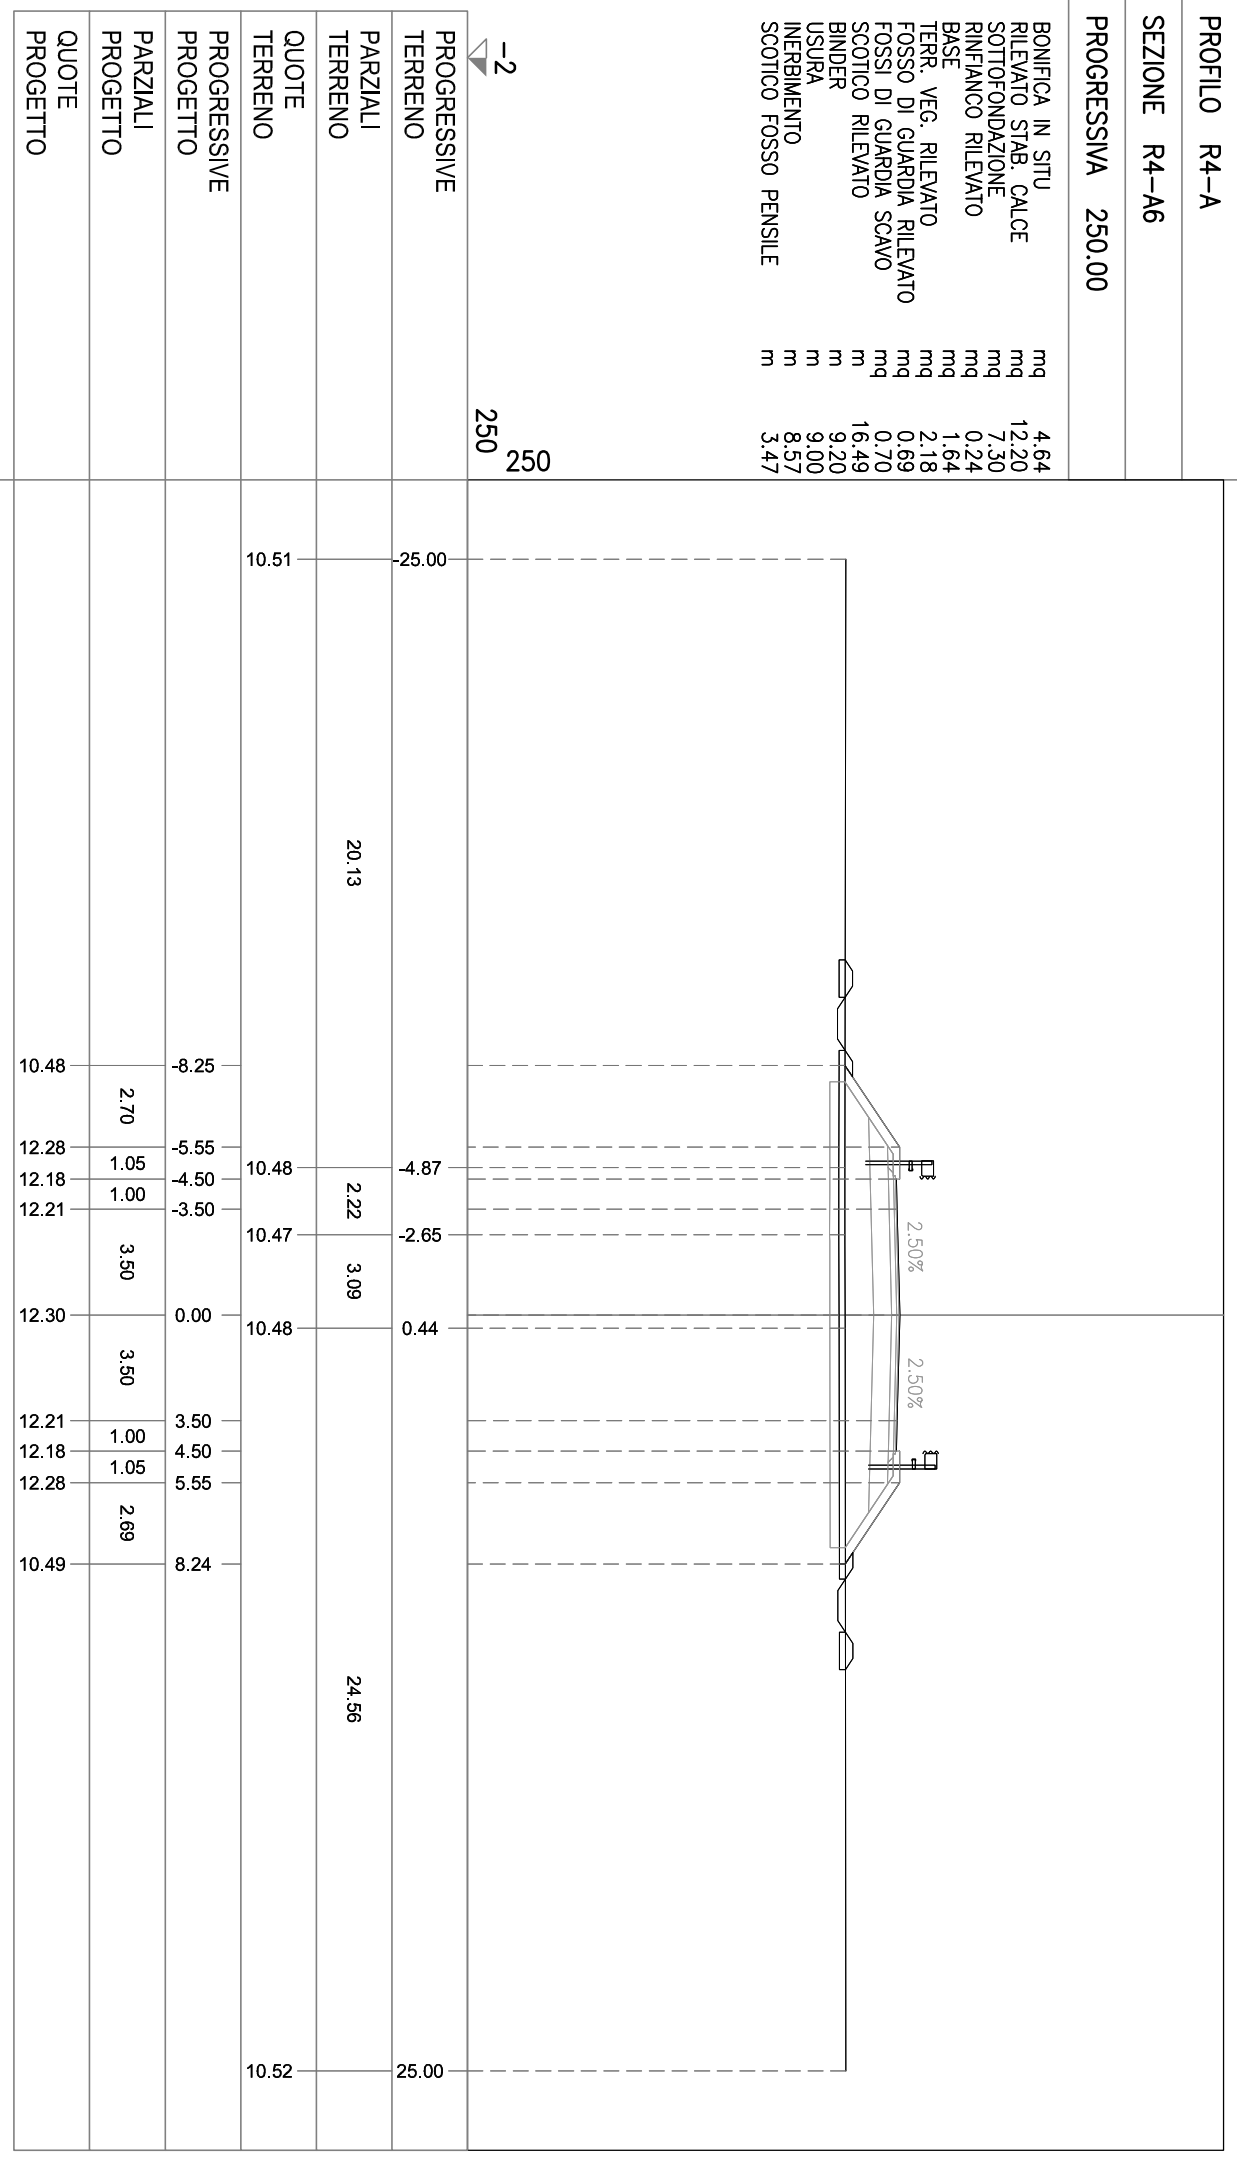 PROFILO R4-A
SEZIONE R4-A6
PROGRESSIVA 250.00
BONIFICA IN SITU mq 4.64
RILEVATO STAB. CALCE mq 12.20
SOTTOFONDAZIONE mq 7.30
RINFIANCO RILEVATO mq 0.24
BASE mq 1.64
TERR. VEG. RILEVATO mq 2.18
FOSSO DI GUARDIA RILEVATO mq 0.69
FOSSI DI GUARDIA SCAVO mq 0.70
SCOTICO RILEVATO m 16.49
BINDER m 9.20
USURA m 9.00
INERBIMENTO m 8.57
SCOTICO FOSSO PENSILE m 3.47
2.50% 2.50%
250
250
-2
PROGRESSIVE
TERRENO
-25.00 -4.87 -2.65 0.44 25.00
PARZIALI
TERRENO
20.13 2.22 3.09 24.56
QUOTE
TERRENO
10.51 10.48 10.47 10.48 10.52
PROGRESSIVE
PROGETTO
-8.25 -5.55 -4.50 -3.50 0.00 3.50 4.50 5.55 8.24
PARZIALI
PROGETTO
2.70 1.05 1.00 3.50 3.50 1.00 1.05 2.69
QUOTE
PROGETTO
10.48 12.28 12.18 12.21 12.30 12.21 12.18 12.28 10.49